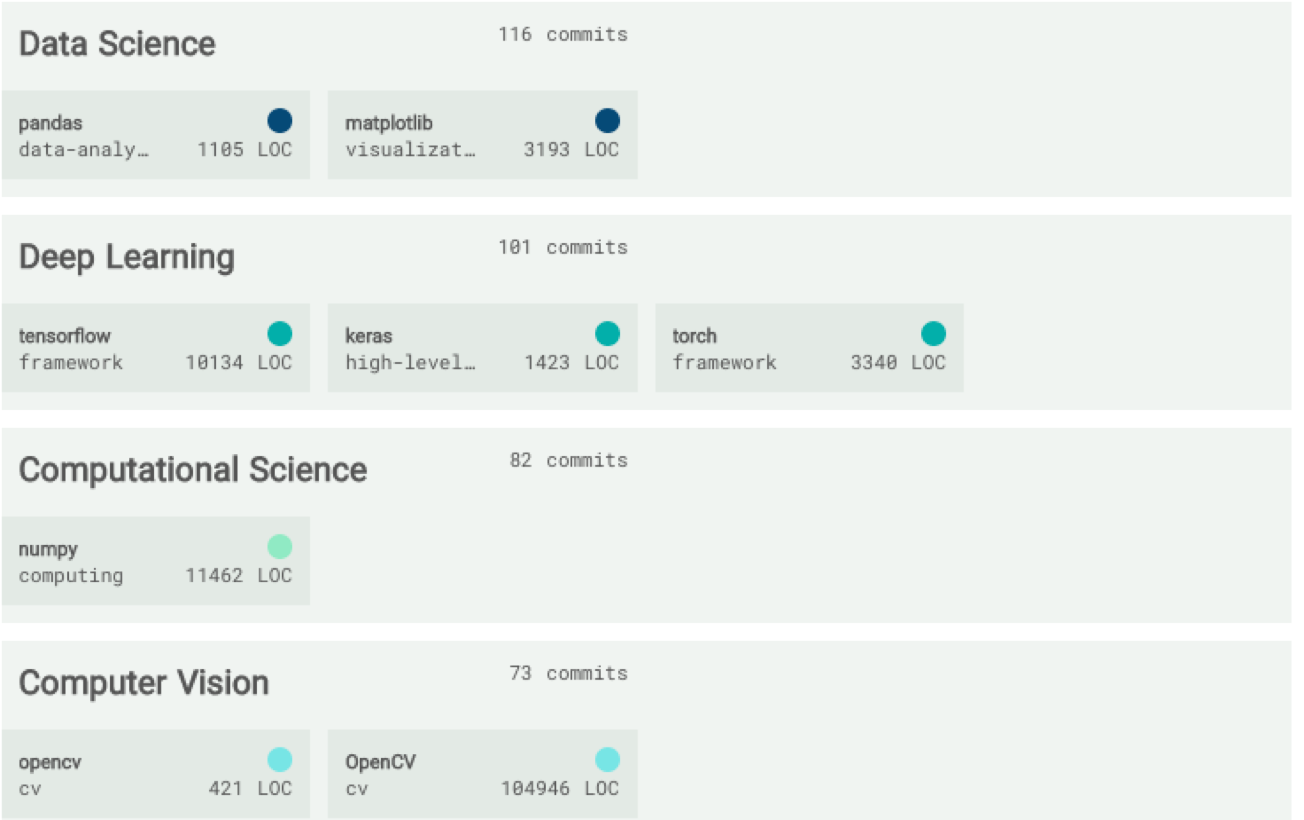 Data Science
116 commits
pandas
data-analy… 1105 LOC
matplotlib
visualizat… 3193 LOC
Deep Learning
101 commits
tensorflow
framework 10134 LOC
keras
high-level… 1423 LOC
torch
framework 3340 LOC
Computational Science
82 commits
numpy
computing 11462 LOC
Computer Vision
73 commits
opencv
cv 421 LOC
OpenCV
cv 104946 LOC